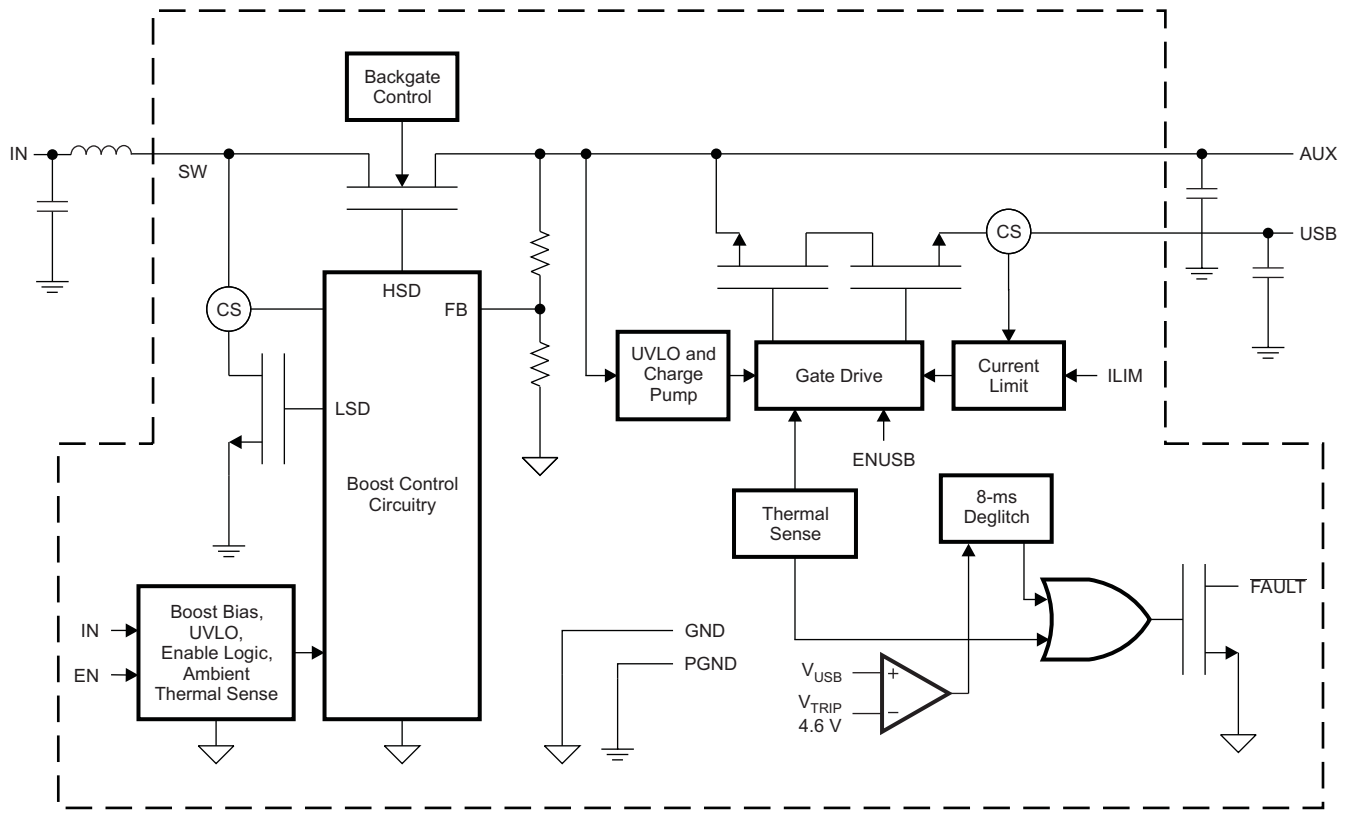 Backgate
Control
IN
SW
AUX
CS
USB
HSD
CS
FB
UVLO and
Charge
Pump
Gate Drive
Current
Limit
ILIM
LSD
ENUSB
Boost Control
Circuitry
Thermal
Sense
8-ms
Deglitch
FAULT
Boost Bias,
UVLO,
Enable Logic,
Ambient
Thermal Sense
IN
EN
GND
PGND
VUSB
+
VTRIP
4.6 V
−